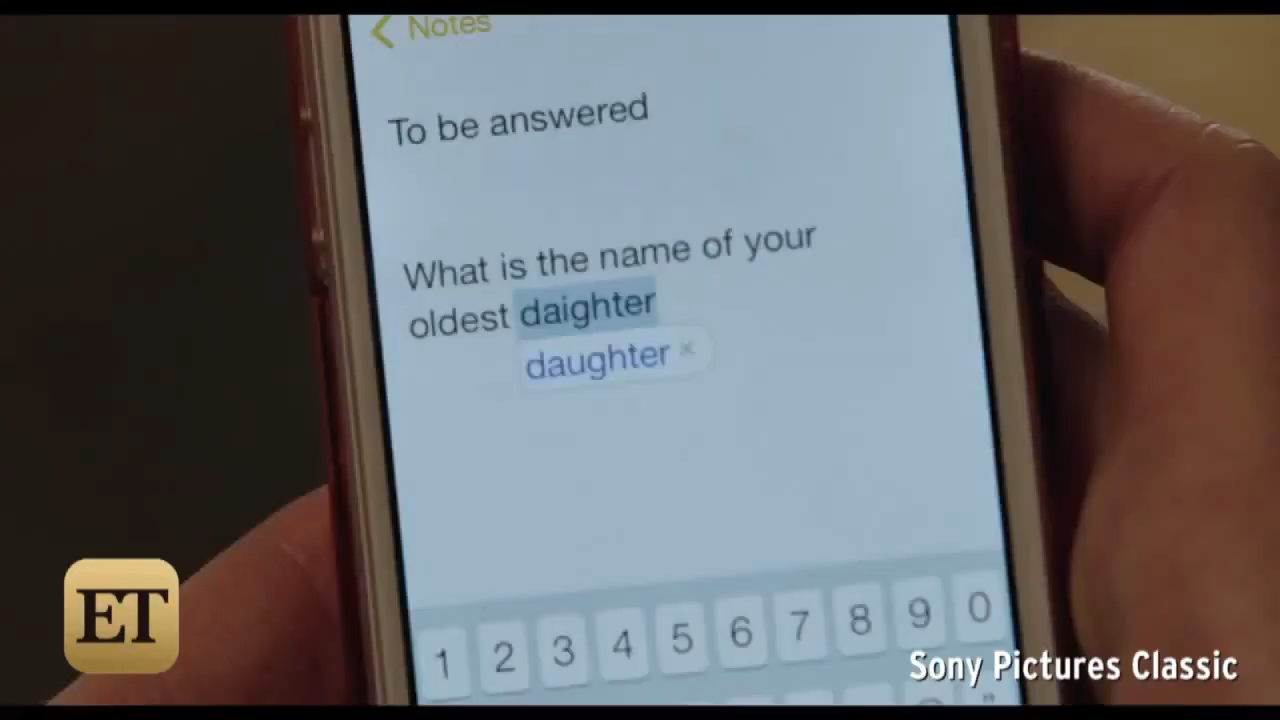 Notes
To be answered
What is the name of your
oldest daighter
daughter ×
1 2 3 4 5 6 7 8 9 0
ET
Sony Pictures Classic